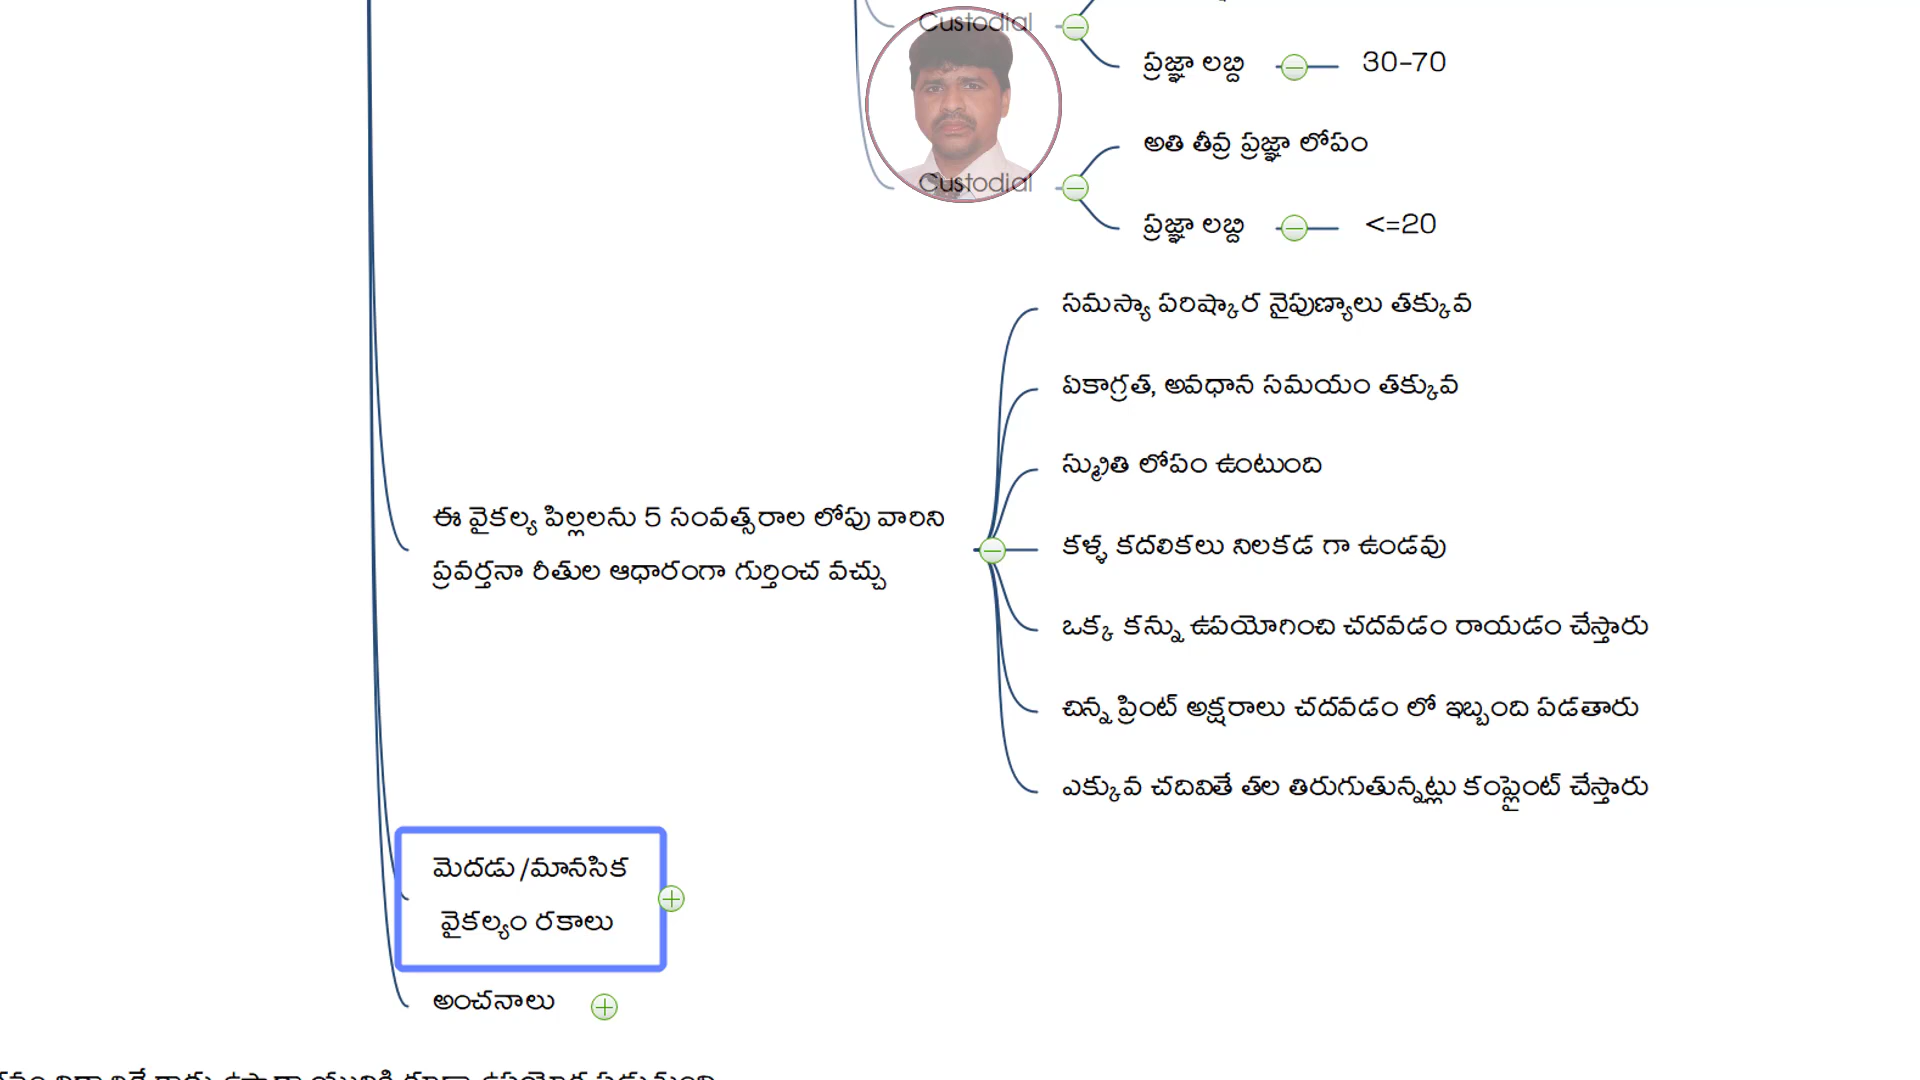 Custodial
ప్రజ్ఞా లబ్ది
30-70
అతి తీవ్ర ప్రజ్ఞా లోపం
Custodial
ప్రజ్ఞా లబ్ది
<=20
సమస్యా పరిష్కార నైపుణ్యాలు తక్కువ
ఏకాగ్రత, అవధాన సమయం తక్కువ
స్మ్రుతి లోపం ఉంటుంది
ఈ వైకల్య పిల్లలను 5 సంవత్సరాల లోపు వారిని
ప్రవర్తనా రీతుల ఆధారంగా గుర్తించ వచ్చు
కళ్ళ కదలికలు నిలకడ గా ఉండవు
ఒక్క కన్ను ఉపయోగించి చదవడం రాయడం చేస్తారు
చిన్న ప్రింట్ అక్షరాలు చదవడం లో ఇబ్బంది పడతారు
ఎక్కువ చదివితే తల తిరుగుతున్నట్లు కంప్లైంట్ చేస్తారు
మెదడు/మానసిక
వైకల్యం రకాలు
అంచనాలు